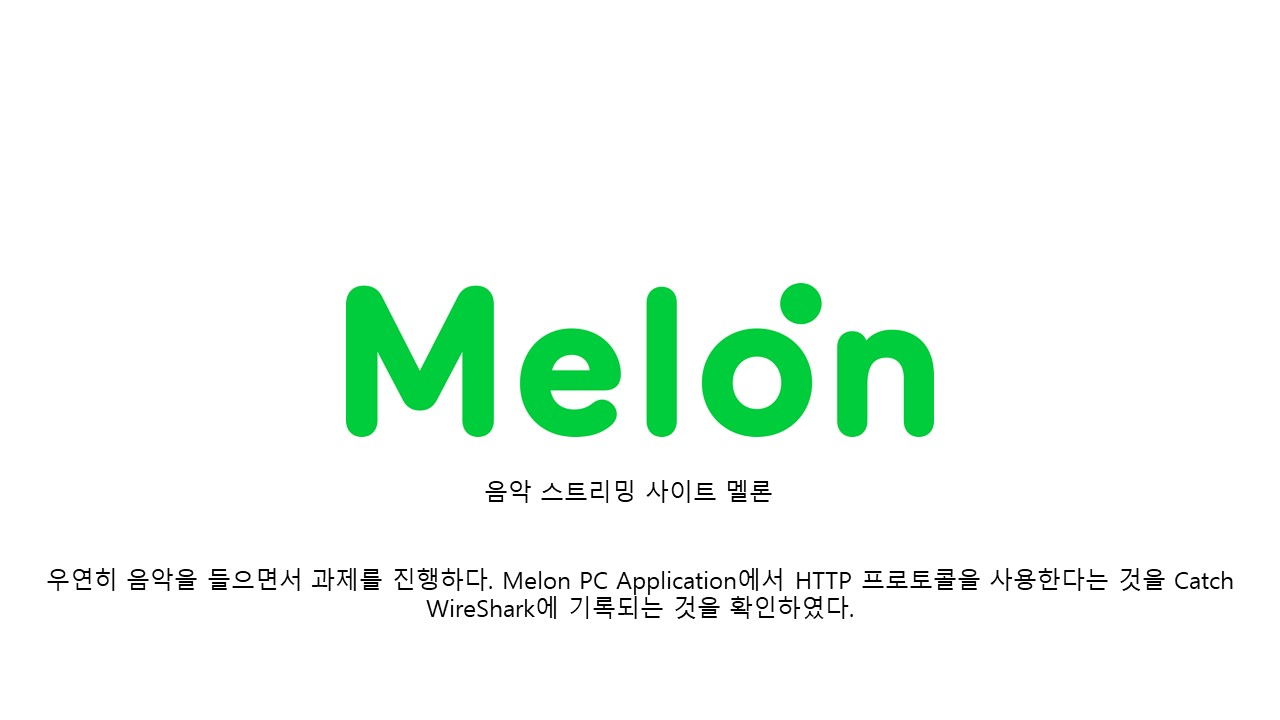 Melon
음악 스트리밍 사이트 멜론
우연히 음악을 들으면서 과제를 진행하다. Melon PC Application에서 HTTP 프로토콜을 사용한다는 것을 Catch
WireShark에 기록되는 것을 확인하였다.